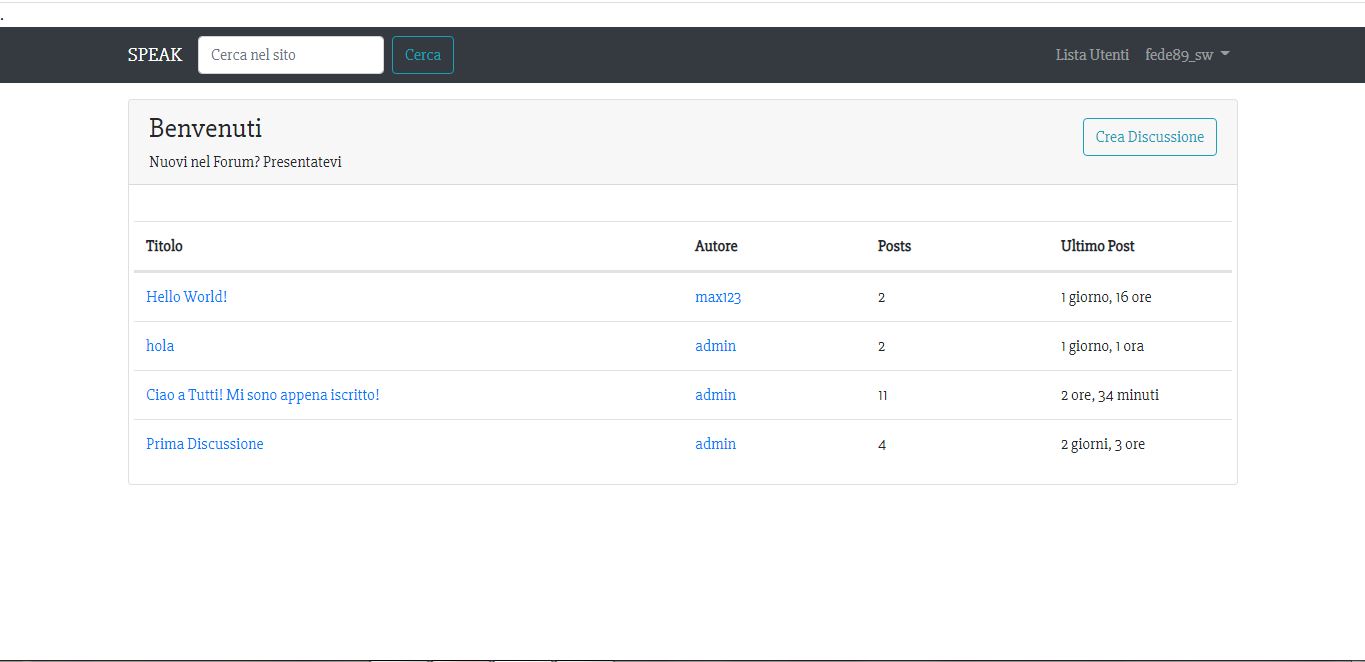 .
SPEAK Cerca nel sito Cerca Lista Utenti fede89_sw
Benvenuti
Crea Discussione
Nuovi nel Forum? Presentatevi
Titolo Autore Posts Ultimo Post
Hello World! max123 2 1 giorno, 16 ore
hola admin 2 1 giorno, 1 ora
Ciao a Tutti! Mi sono appena iscritto! admin 11 2 ore, 34 minuti
Prima Discussione admin 4 2 giorni, 3 ore